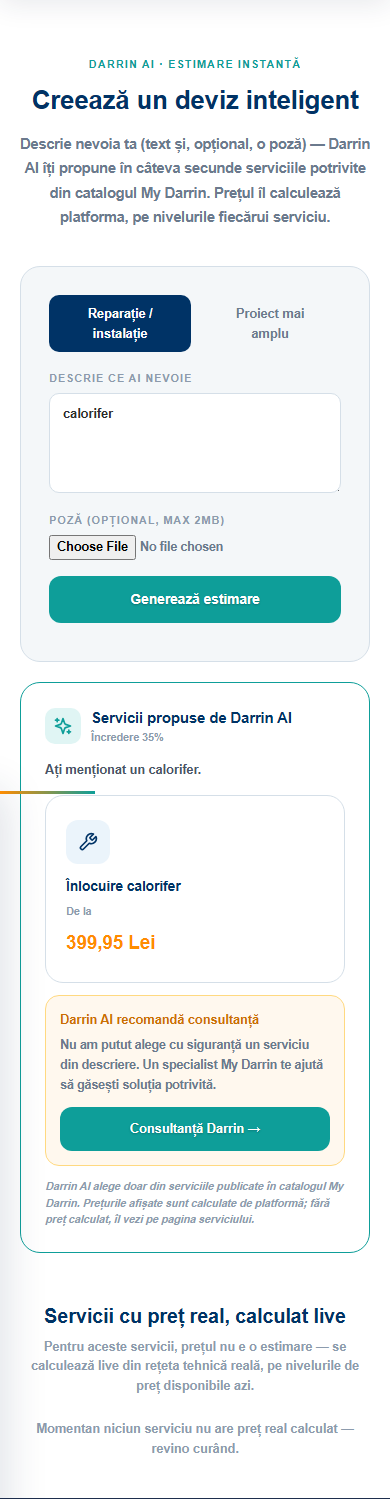 DARRIN AI · ESTIMARE INSTANTĂ
Creează un deviz inteligent
Descrie nevoia ta (text și, opțional, o poză) — Darrin
AI îți propune în câteva secunde serviciile potrivite
din catalogul My Darrin. Prețul îl calculează
platforma, pe nivelurile fiecărui serviciu.
Reparație /
instalație
Proiect mai
amplu
DESCRIE CE AI NEVOIE
calorifer
POZĂ (OPȚIONAL, MAX 2MB)
Choose File No file chosen
Generează estimare
Servicii propuse de Darrin AI
Încredere 35%
Ați menționat un calorifer.
Înlocuire calorifer
De la
399,95 Lei
Darrin AI recomandă consultanță
Nu am putut alege cu siguranță un serviciu
din descriere. Un specialist My Darrin te ajută
să găsești soluția potrivită.
Consultanță Darrin →
Darrin AI alege doar din serviciile publicate în catalogul My
Darrin. Prețurile afișate sunt calculate de platformă; fără
preț calculat, îl vezi pe pagina serviciului.
Servicii cu preț real, calculat live
Pentru aceste servicii, prețul nu e o estimare — se
calculează live din rețeta tehnică reală, pe nivelurile de
preț disponibile azi.
Momentan niciun serviciu nu are preț real calculat —
revino curând.